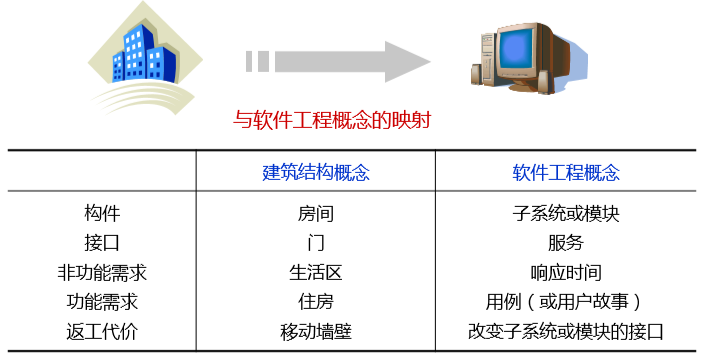 与软件工程概念的映射
建筑结构概念 软件工程概念
构件 房间 子系统或模块
接口 门 服务
非功能需求 生活区 响应时间
功能需求 住房 用例（或用户故事）
返工代价 移动墙壁 改变子系统或模块的接口